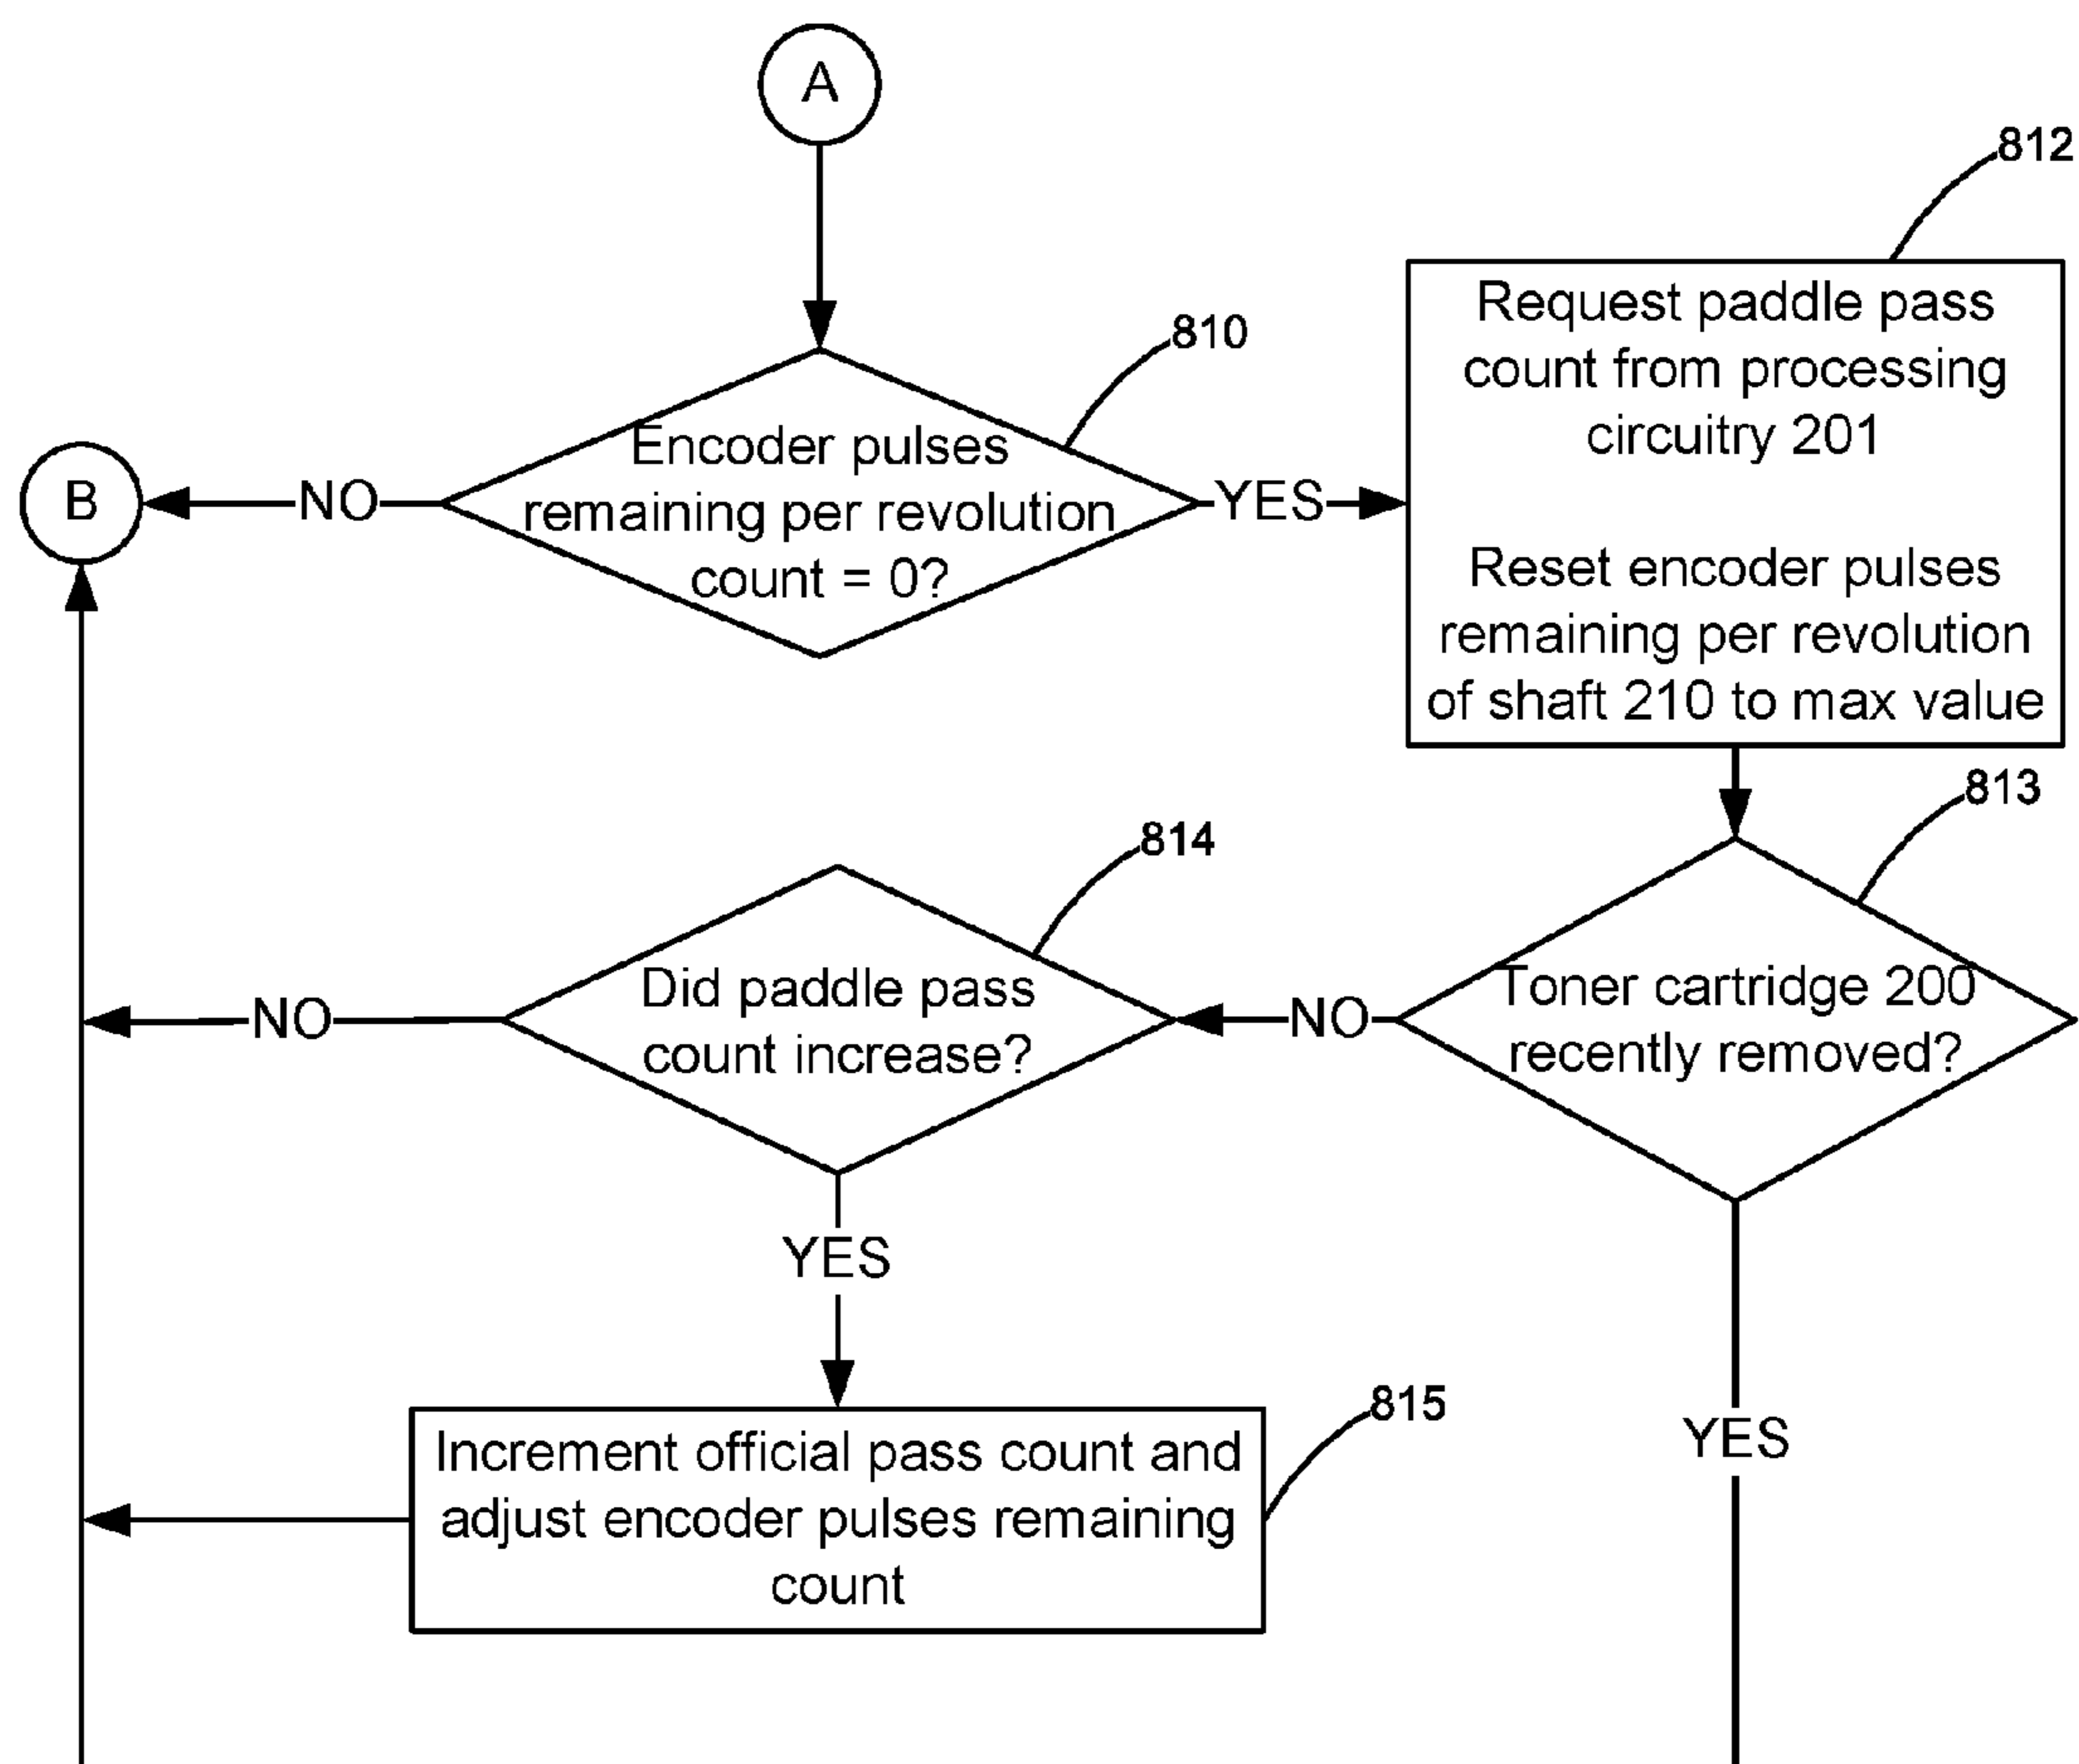 A
812
810
Request paddle pass
count from processing
circuitry 201
Reset encoder pulses
remaining per revolution
of shaft 210 to max value
Encoder pulses
remaining per revolution
count = 0?
B
NO
YES
813
814
Toner cartridge 200
recently removed?
NO
Did paddle pass
count increase?
NO
YES
YES
815
Increment official pass count and
adjust encoder pulses remaining
count